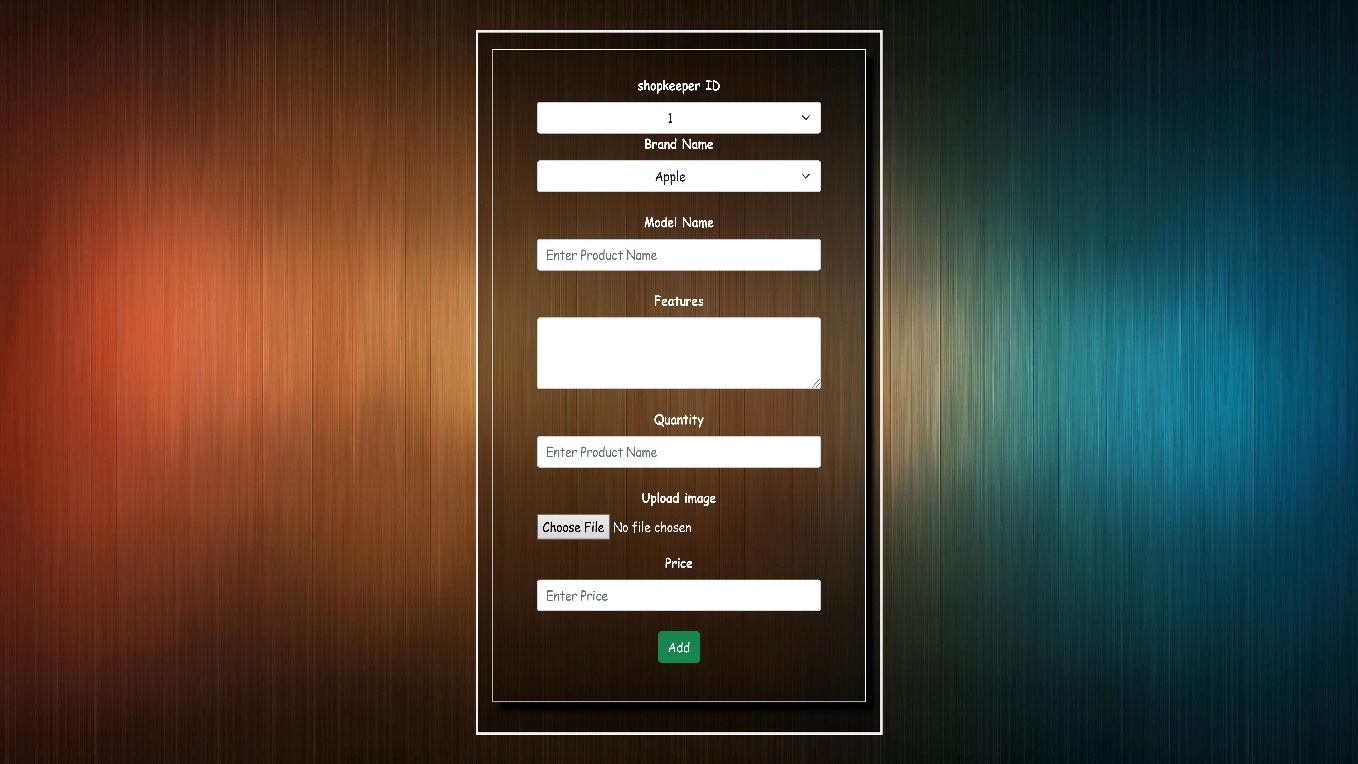 shopkeeper ID
1
Brand Name
Apple
Model Name
Enter Product Name
Features
Quantity
Enter Product Name
Upload image
Choose File No file chosen
Price
Enter Price
Add